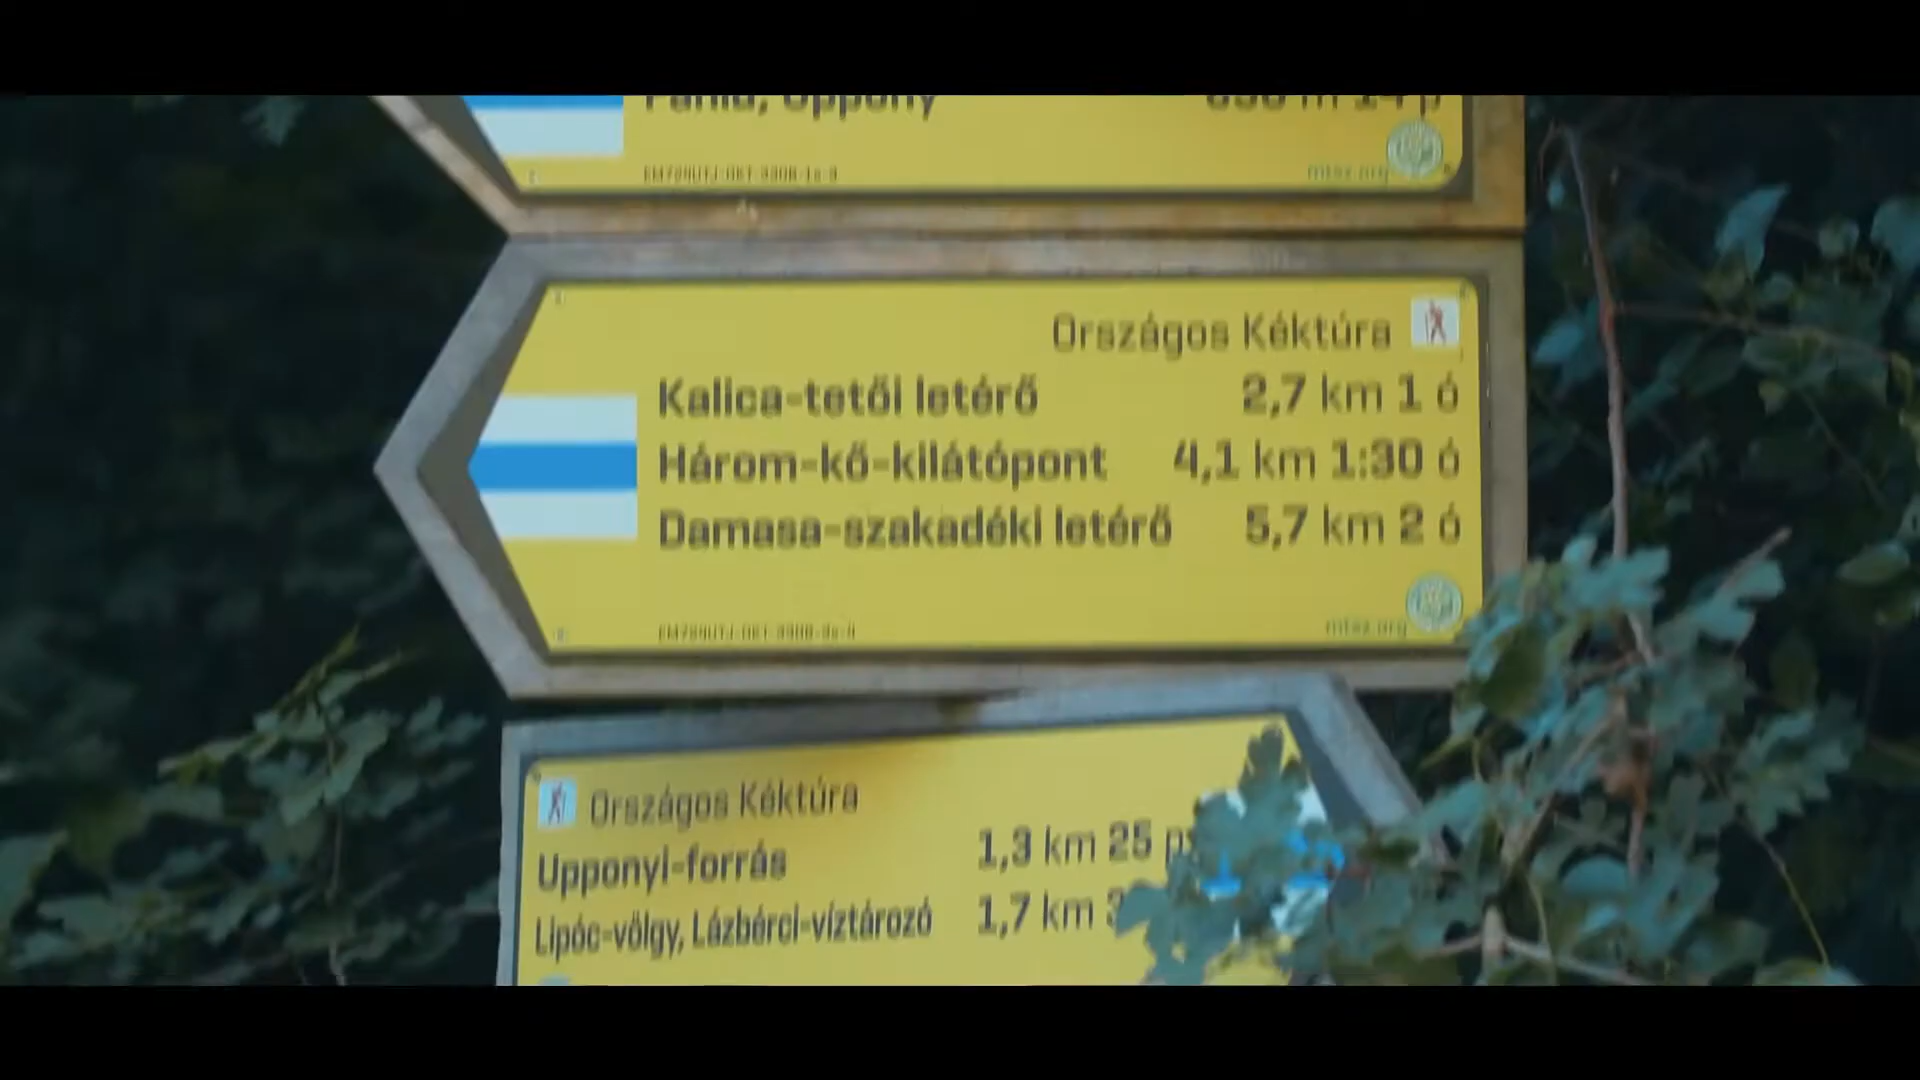 Uppony
Országos Kéktúra
Kalica-tetői letérő 2,7 km 1 ó
Három-kő-kilátópont 4,1 km 1:30 ó
Damasa-szakadéki letérő 5,7 km 2 ó
mtsz.org
Országos Kéktúra
Upponyi-forrás 1,3 km 25 p
Lipóc-völgy, Lázbérci-víztározó 1,7 km